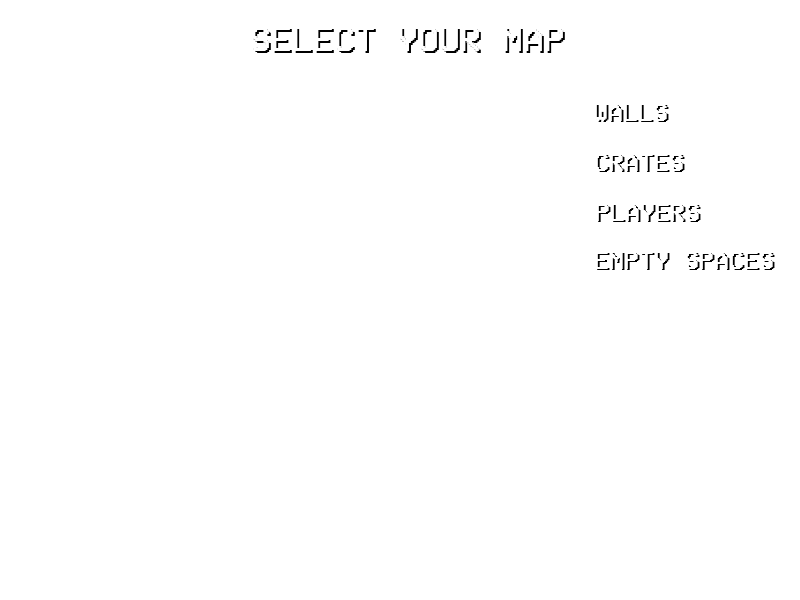 SELECT YOUR MAP
WALLS
CRATES
PLAYERS
EMPTY SPACES